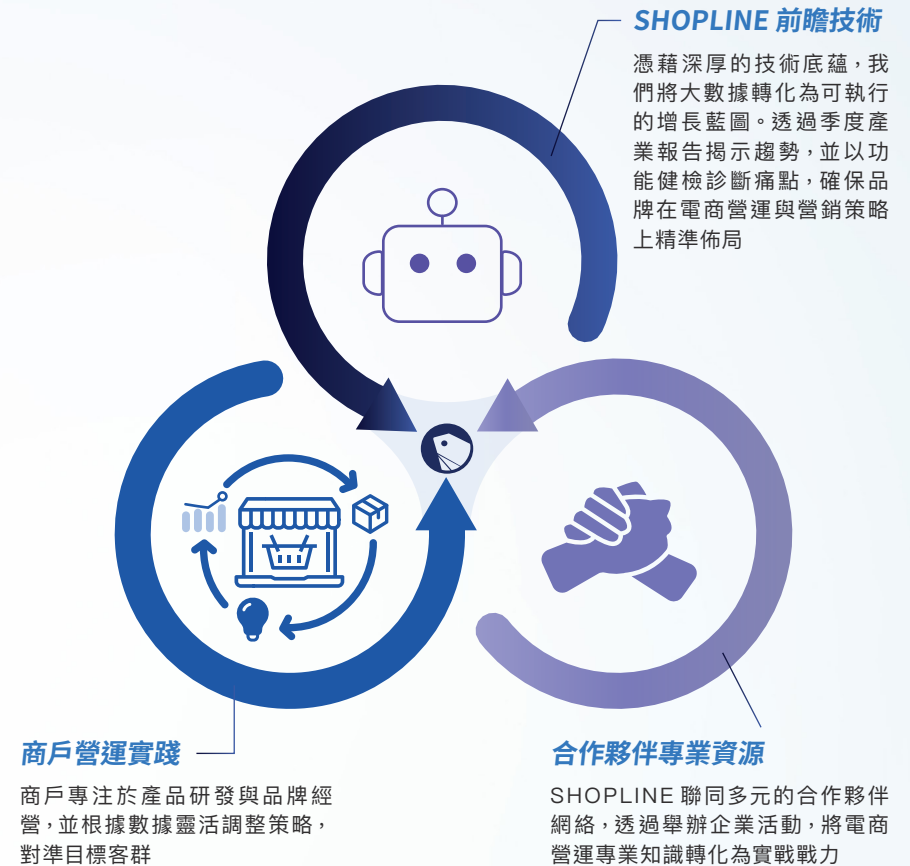 SHOPLINE 前瞻技術
憑藉深厚的技術底蘊，我
們將大數據轉化為可執行
的增長藍圖。透過季度產
業報告揭示趨勢，並以功
能健檢診斷痛點，確保品
牌在電商營運與營銷策略
上精準佈局
商戶營運實踐
商戶專注於產品研發與品牌經
營，並根據數據靈活調整策略，
對準目標客群
合作夥伴專業資源
SHOPLINE 聯同多元的合作夥伴
網絡，透過舉辦企業活動，將電商
營運專業知識轉化為實戰戰力